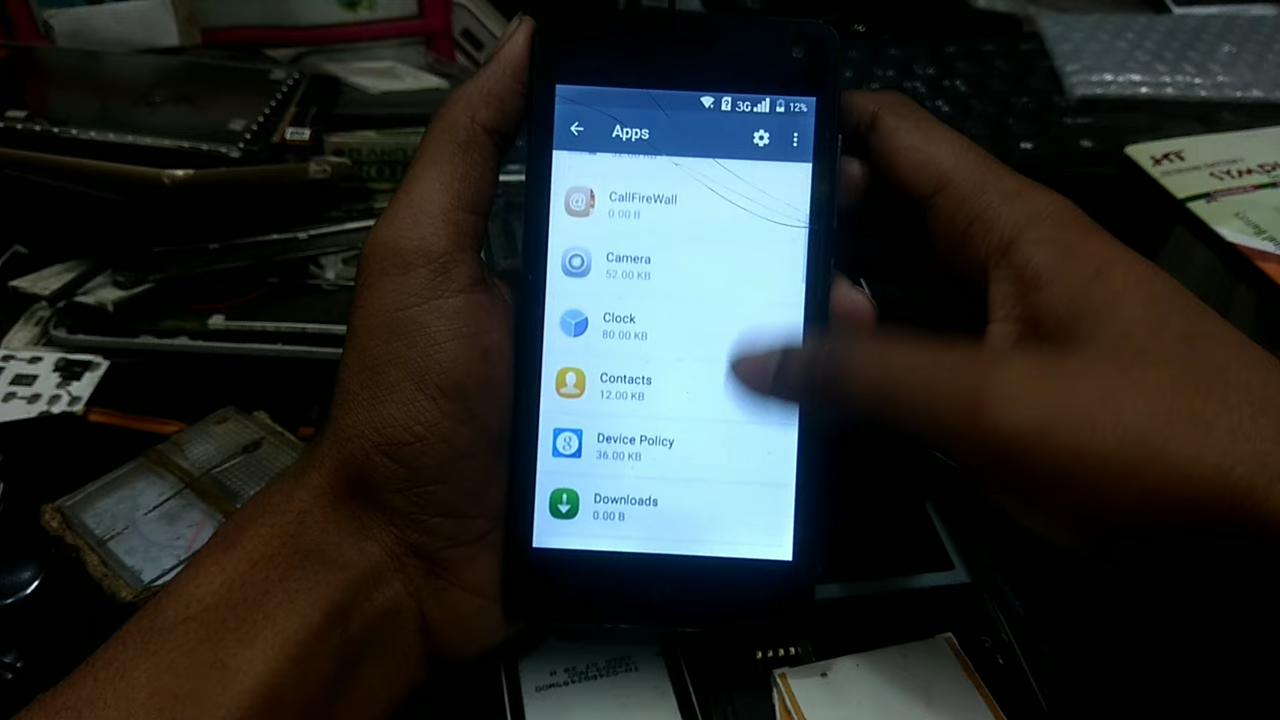 3G 12%
Apps
CallFireWall
0.00 B
Camera
52.00 KB
Clock
80.00 KB
Contacts
12.00 KB
Device Policy
36.00 KB
Downloads
0.00 B